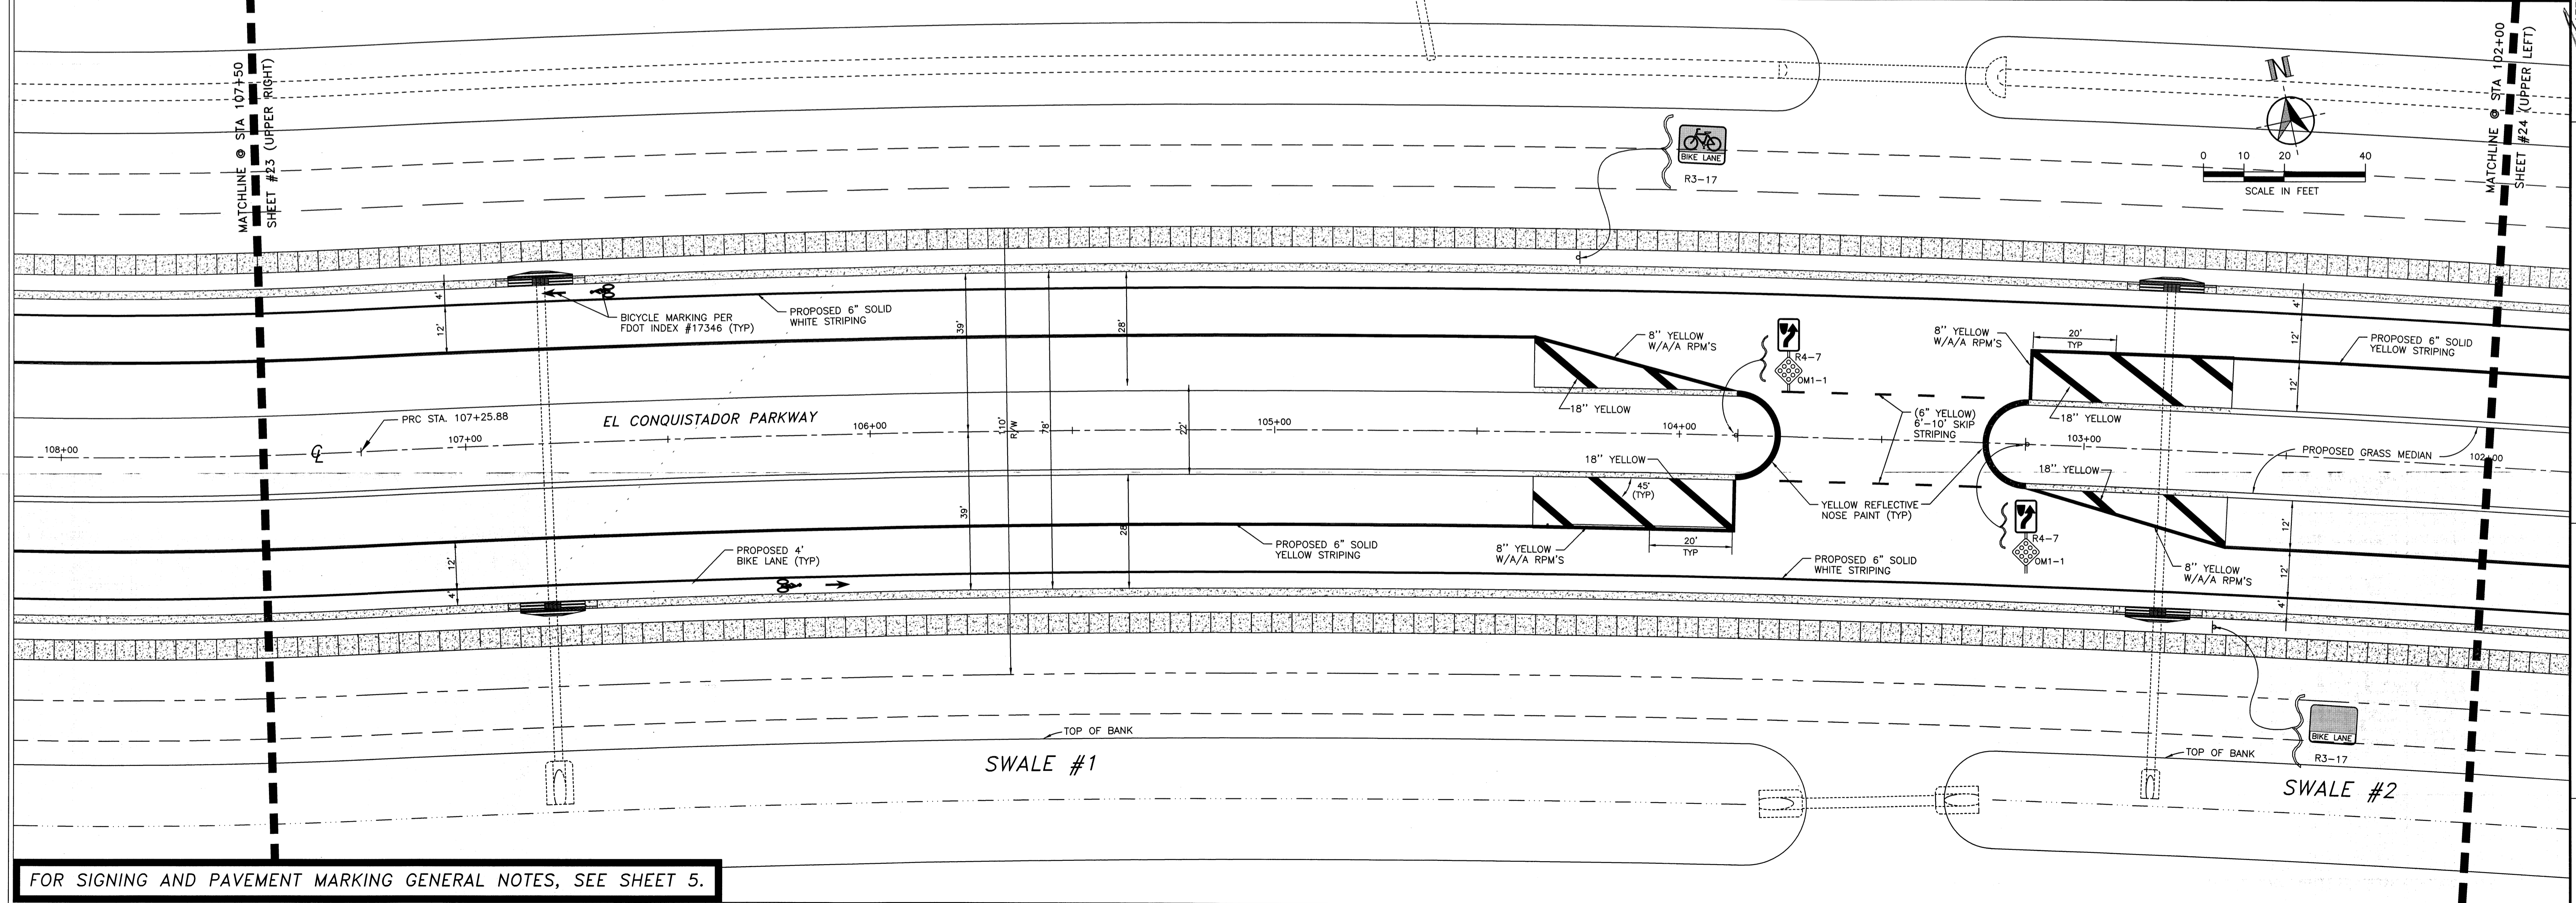 MATCHLINE @ STA 107+50
SHEET #23 (UPPER RIGHT)
MATCHLINE @ STA 102+00
SHEET #24 (UPPER LEFT)
N
0 10 20 40
SCALE IN FEET
BIKE LANE
R3-17
4'
12'
BICYCLE MARKING PER
FDOT INDEX #17346 (TYP)
PROPOSED 6" SOLID
WHITE STRIPING
39'
28'
110'
R/W
78'
22'
39'
28'
8" YELLOW
W/A/A RPM'S
18" YELLOW
R4-7
OM1-1
(6" YELLOW)
6'-10' SKIP
STRIPING
8" YELLOW
W/A/A RPM'S
20'
TYP
18" YELLOW
4'
12'
12'
PROPOSED 6" SOLID
YELLOW STRIPING
108+00
PRC STA. 107+25.88
107+00
EL CONQUISTADOR PARKWAY
106+00
105+00
104+00
103+00
102+00
PROPOSED GRASS MEDIAN
18" YELLOW
45°
(TYP)
18" YELLOW
YELLOW REFLECTIVE
NOSE PAINT (TYP)
12'
4'
PROPOSED 4'
BIKE LANE (TYP)
PROPOSED 6" SOLID
YELLOW STRIPING
8" YELLOW
W/A/A RPM'S
20'
TYP
PROPOSED 6" SOLID
WHITE STRIPING
R4-7
OM1-1
8" YELLOW
W/A/A RPM'S
12'
12'
4'
TOP OF BANK
SWALE #1
BIKE LANE
R3-17
TOP OF BANK
SWALE #2
FOR SIGNING AND PAVEMENT MARKING GENERAL NOTES, SEE SHEET 5.